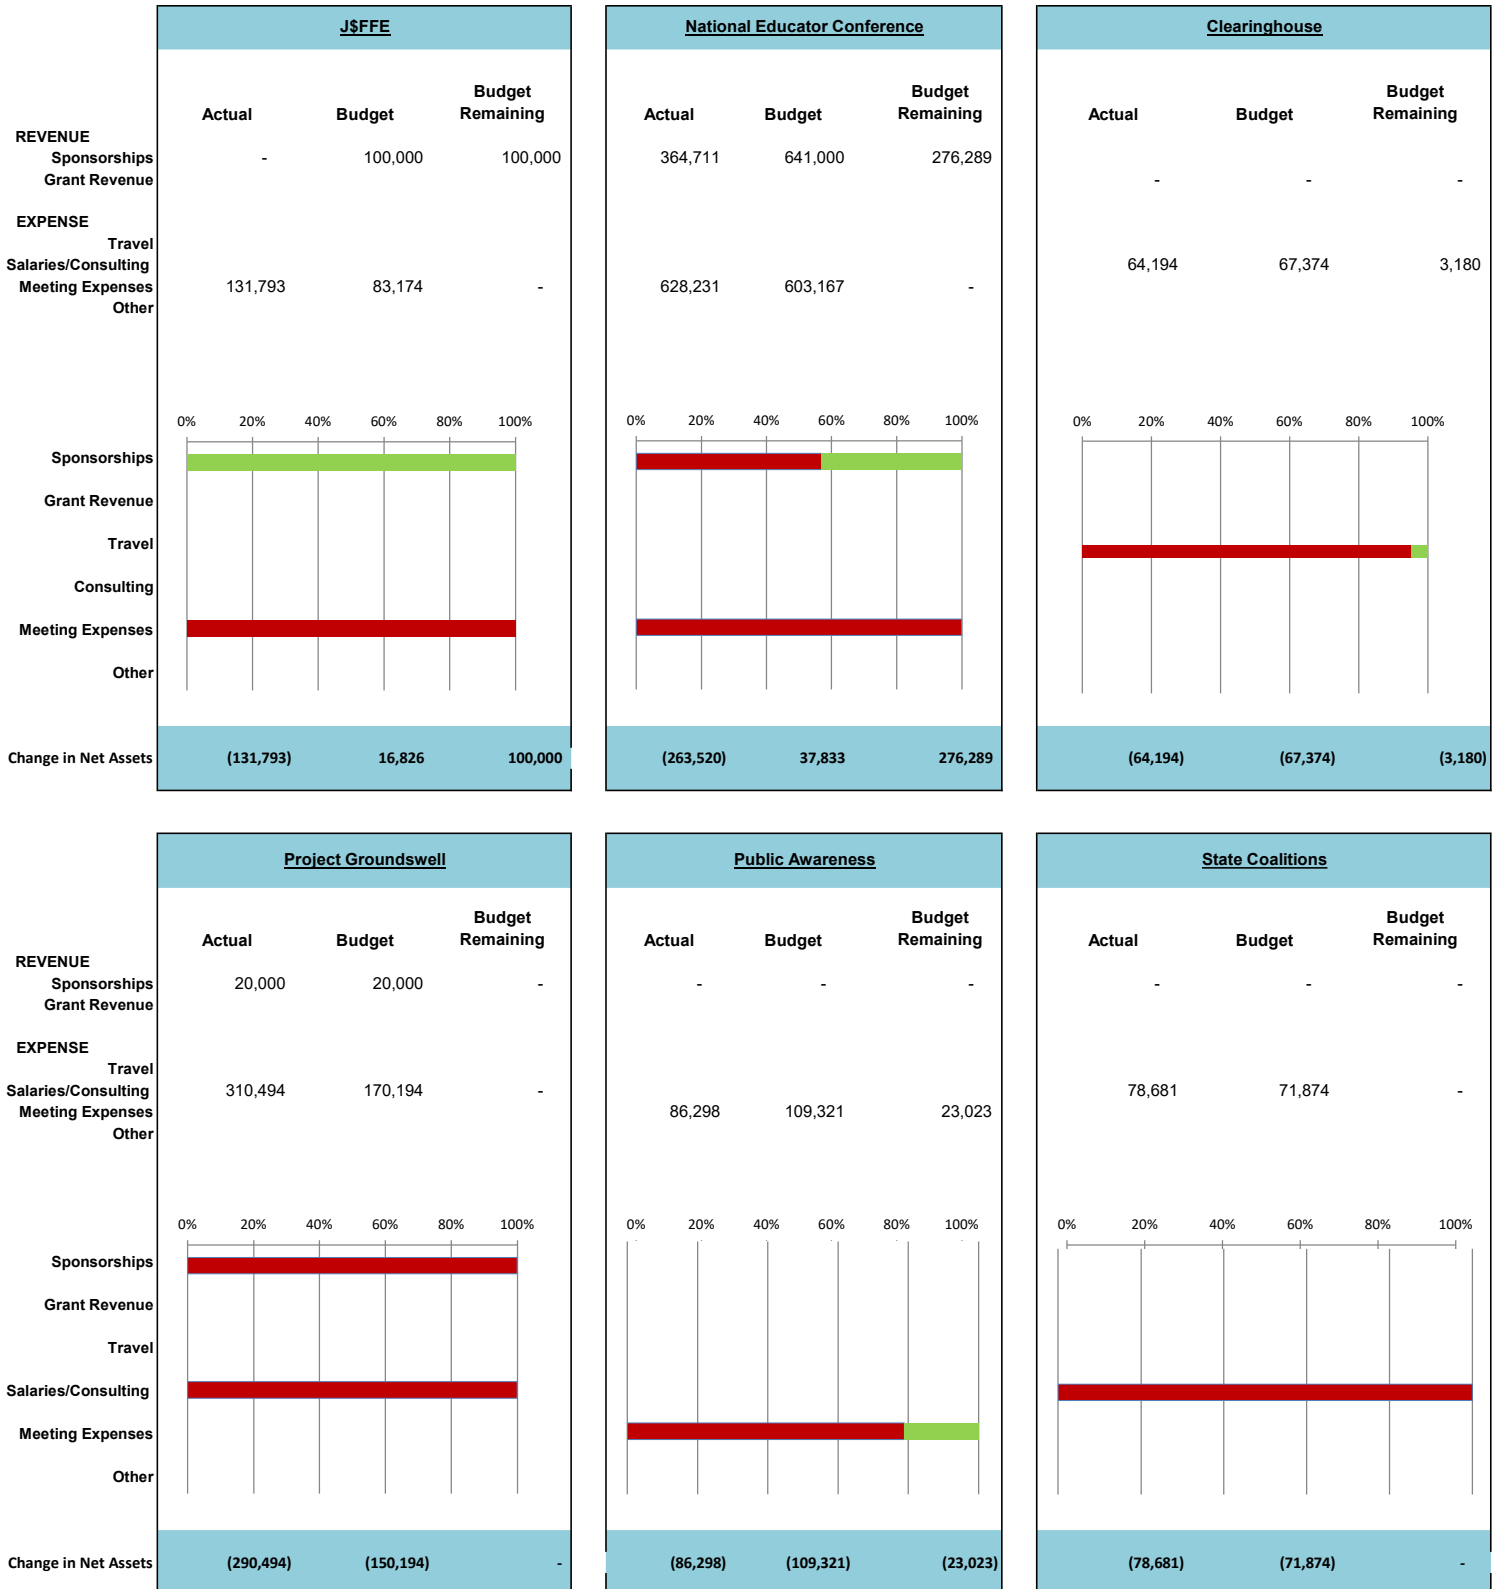 J$FFE National Educator Conference Clearinghouse
Budget Budget Budget
Actual Budget Remaining Actual Budget Remaining Actual Budget Remaining
REVENUE
Sponsorships - 100,000 100,000 364,711 641,000 276,289
Grant Revenue - - -
EXPENSE
Travel
Salaries/Consulting 64,194 67,374 3,180
Meeting Expenses 131,793 83,174 - 628,231 603,167 -
Other
0% 20% 40% 60% 80% 100% 0% 20% 40% 60% 80% 100% 0% 20% 40% 60% 80% 100%
Sponsorships
Grant Revenue
Travel
Consulting
Meeting Expenses
Other
Change in Net Assets (131,793) 16,826 100,000 (263,520) 37,833 276,289 (64,194) (67,374) (3,180)
Project Groundswell Public Awareness State Coalitions
Budget Budget Budget
Actual Budget Remaining Actual Budget Remaining Actual Budget Remaining
REVENUE
Sponsorships 20,000 20,000 - - - - - - -
Grant Revenue
EXPENSE
Travel
Salaries/Consulting 310,494 170,194 - 78,681 71,874 -
Meeting Expenses 86,298 109,321 23,023
Other
0% 20% 40% 60% 80% 100% 0% 20% 40% 60% 80% 100% 0% 20% 40% 60% 80% 100%
Sponsorships
Grant Revenue
Travel
Salaries/Consulting
Meeting Expenses
Other
Change in Net Assets (290,494) (150,194) - (86,298) (109,321) (23,023) (78,681) (71,874) -